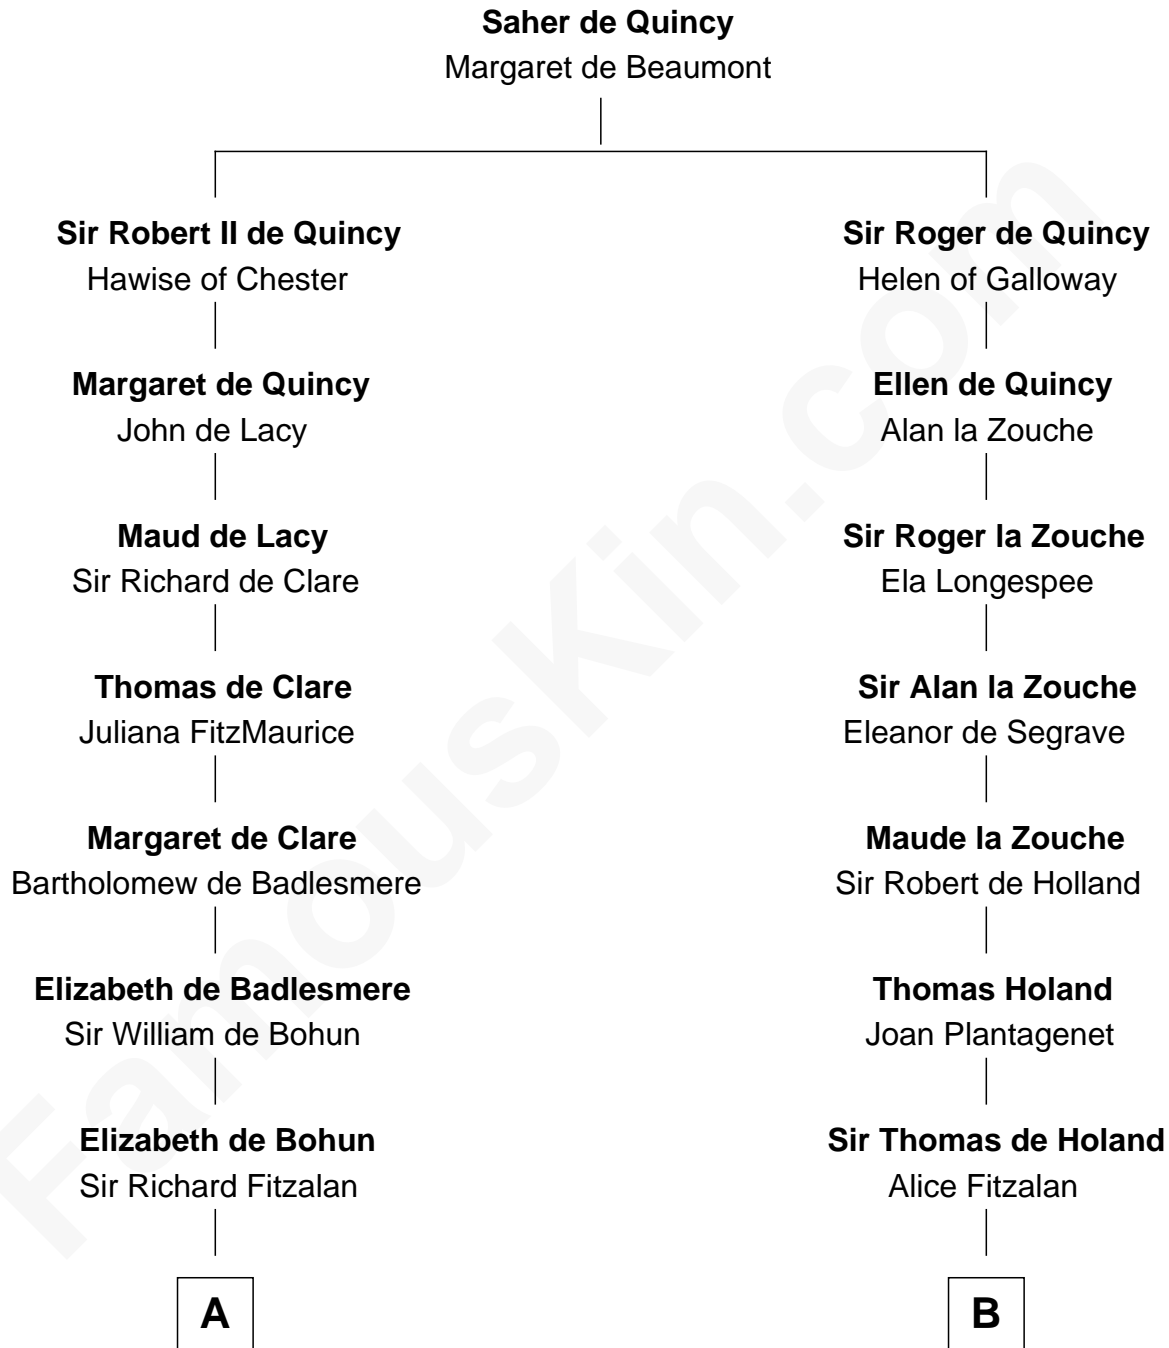 Saher de Quincy
Margaret de Beaumont
Sir Robert II de Quincy
Hawise of Chester
Margaret de Quincy
John de Lacy
Maud de Lacy
Sir Richard de Clare
Thomas de Clare
Juliana FitzMaurice
Margaret de Clare
Bartholomew de Badlesmere
Elizabeth de Badlesmere
Sir William de Bohun
Elizabeth de Bohun
Sir Richard Fitzalan
A
Sir Roger de Quincy
Helen of Galloway
Ellen de Quincy
Alan la Zouche
Sir Roger la Zouche
Ela Longespee
Sir Alan la Zouche
Eleanor de Segrave
Maude la Zouche
Sir Robert de Holland
Thomas Holand
Joan Plantagenet
Sir Thomas de Holand
Alice Fitzalan
B
FamousKin.com